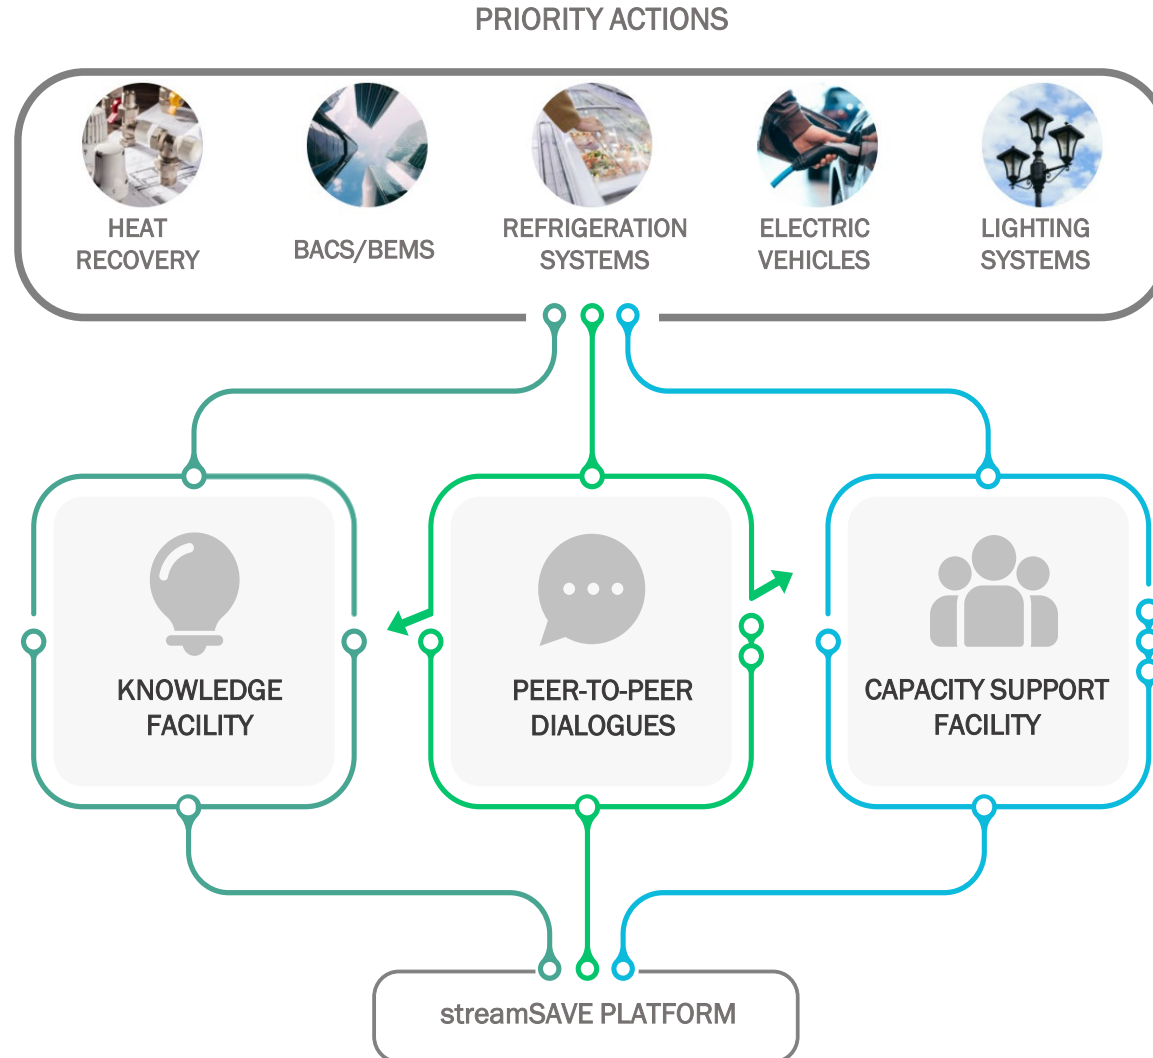 PRIORITY ACTIONS
HEAT
RECOVERY
BACS/BEMS
REFRIGERATION
SYSTEMS
ELECTRIC
VEHICLES
LIGHTING
SYSTEMS
KNOWLEDGE
FACILITY
PEER-TO-PEER
DIALOGUES
CAPACITY SUPPORT
FACILITY
streamSAVE PLATFORM